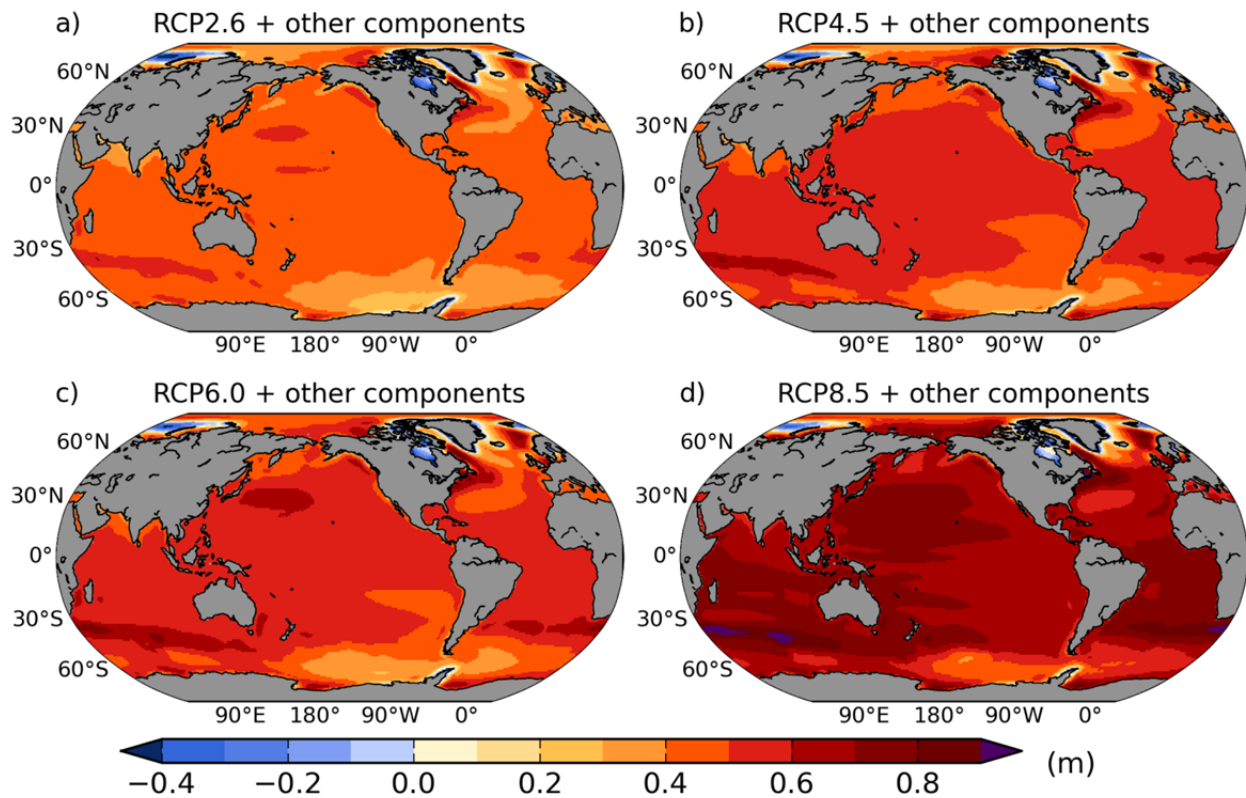 a) RCP2.6 + other components
b) RCP4.5 + other components
60°N
30°N
0°
30°S
60°S
90°E 180° 90°W 0°
60°N
30°N
0°
30°S
60°S
90°E 180° 90°W 0°
c) RCP6.0 + other components
d) RCP8.5 + other components
60°N
30°N
0°
30°S
60°S
90°E 180° 90°W 0°
60°N
30°N
0°
30°S
60°S
90°E 180° 90°W 0°
−0.4 −0.2 0.0 0.2 0.4 0.6 0.8 (m)